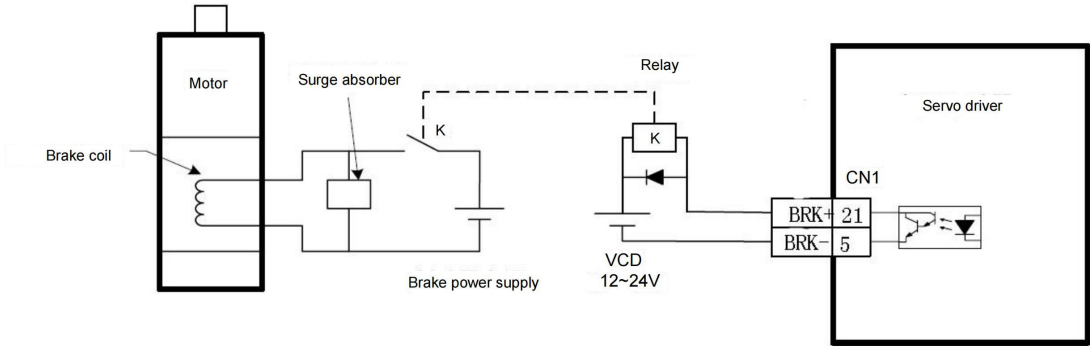 Motor
Surge absorber
Relay
Servo driver
K
K
Brake coil
CN1
BRK+ 21
BRK- 5
VCD
12~24V
Brake power supply